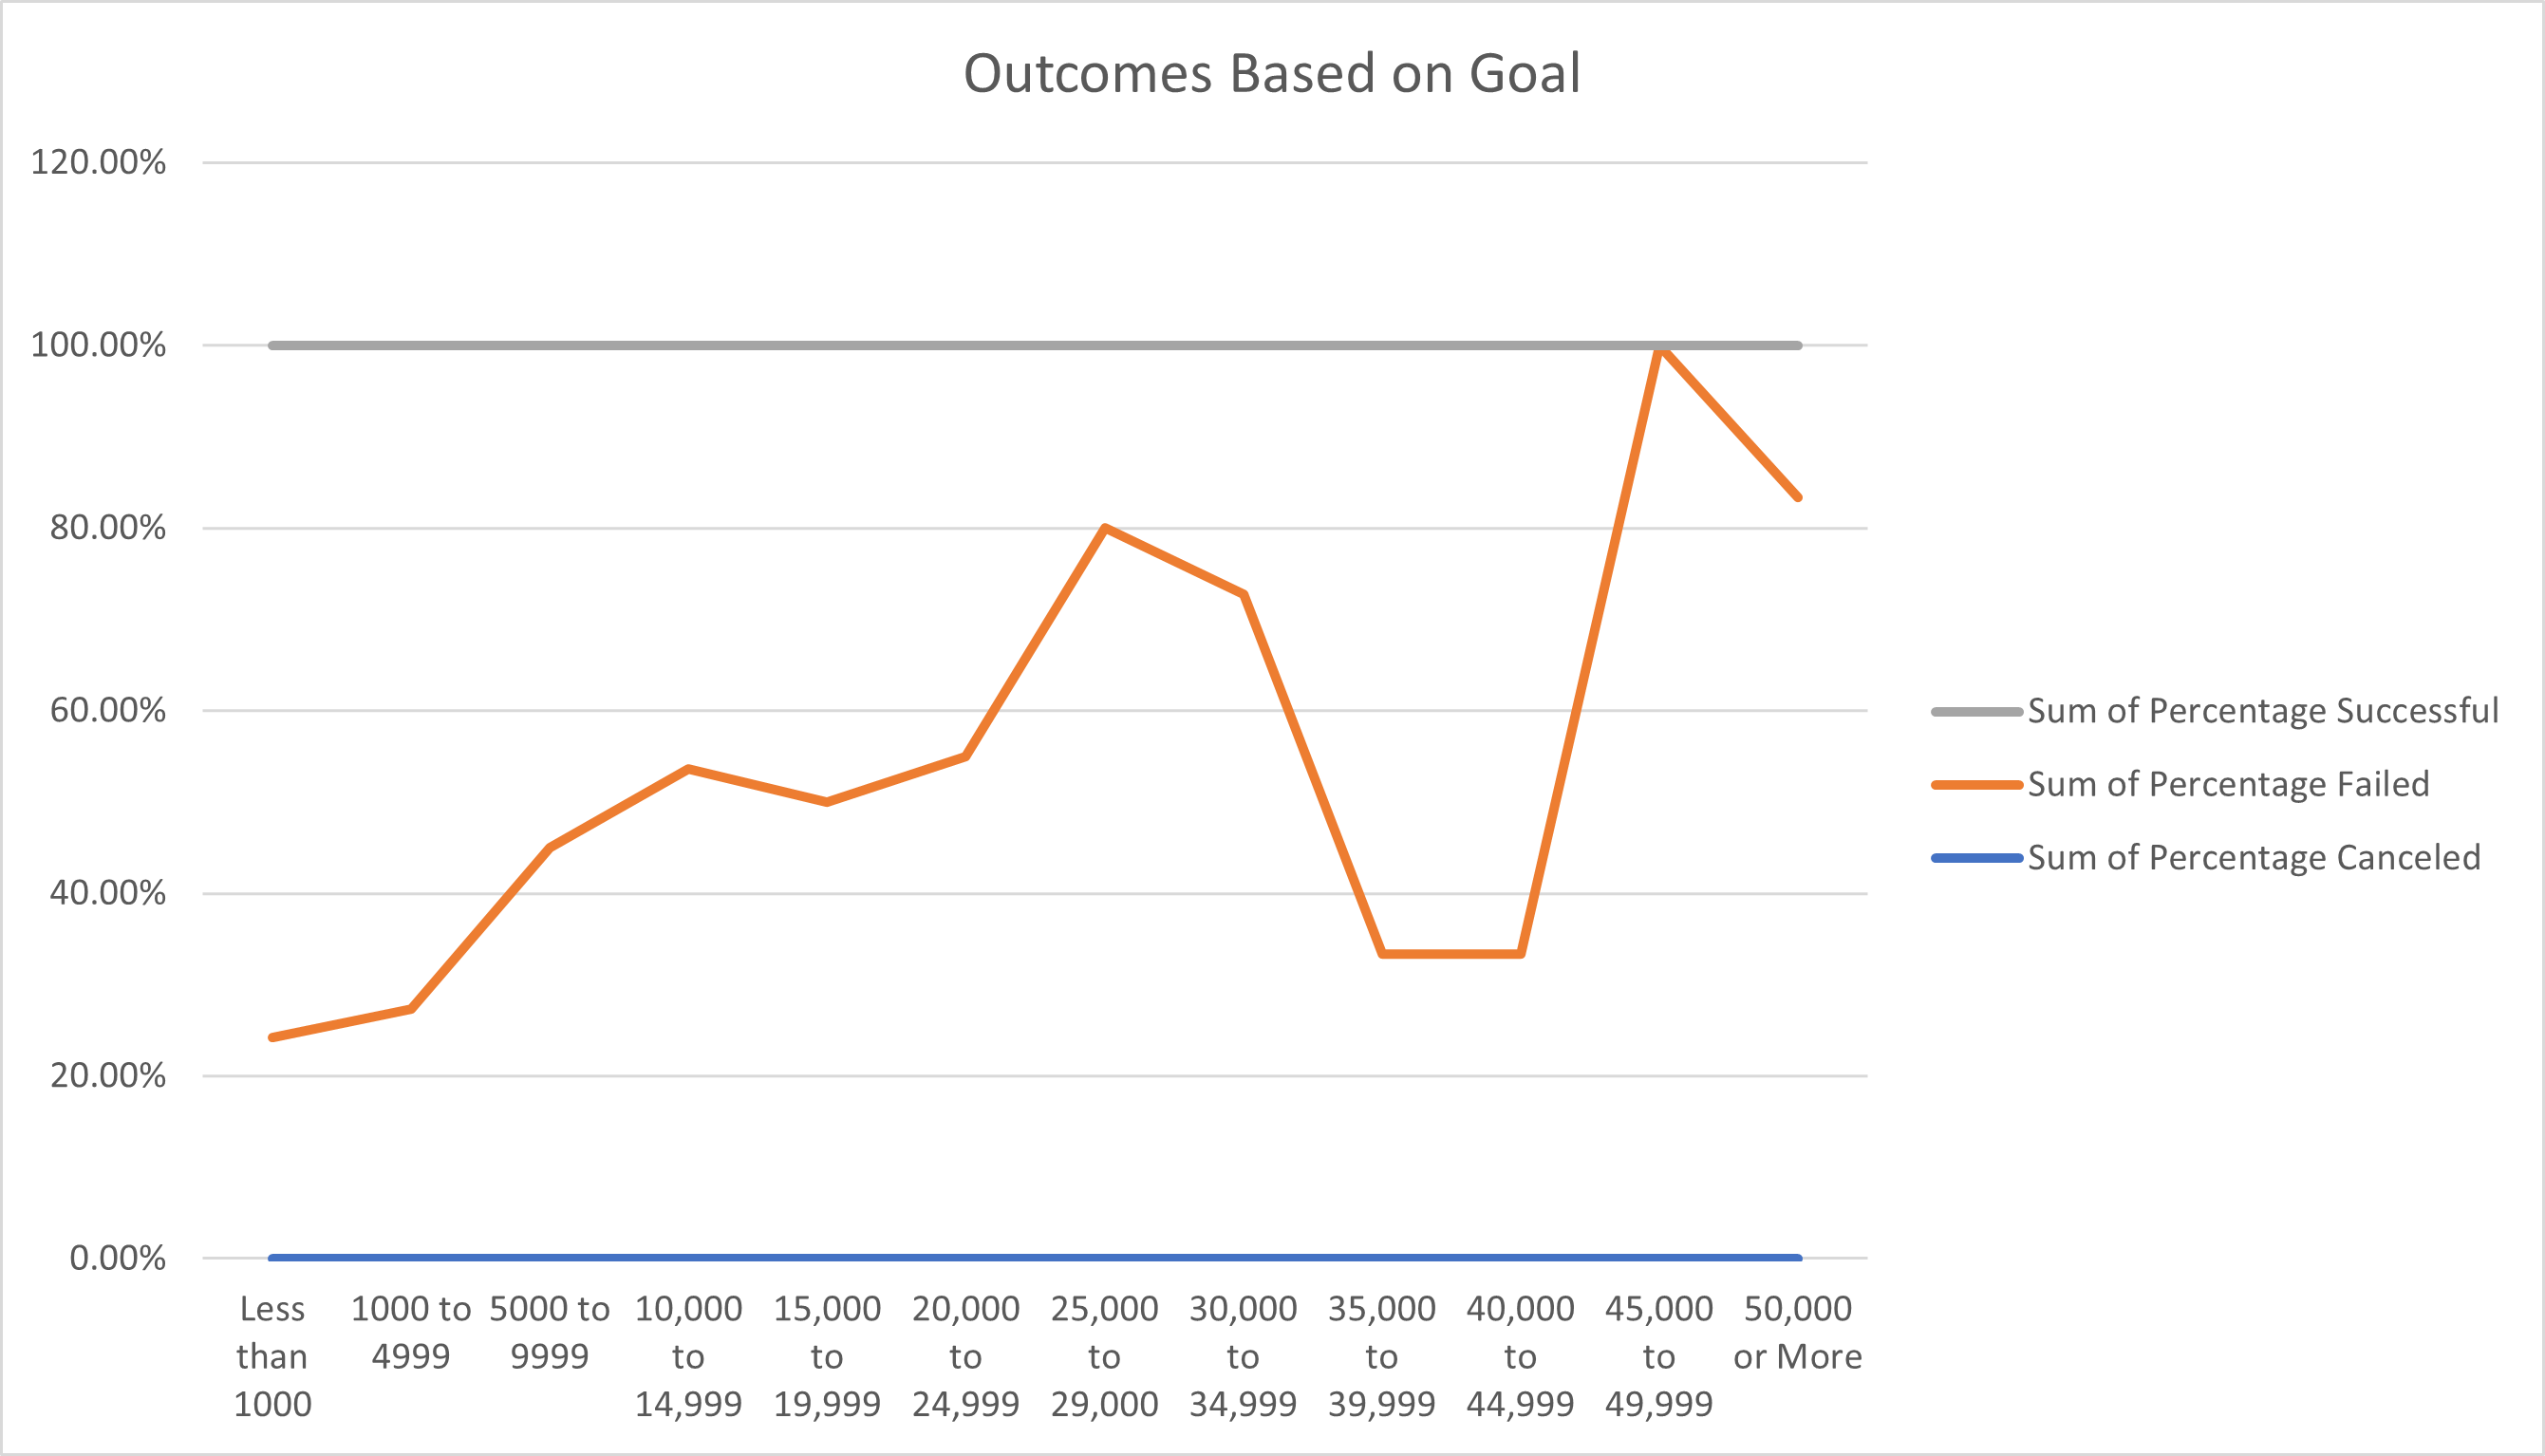 Outcomes Based on Goal
120.00%
100.00%
80.00%
60.00%
40.00%
20.00%
0.00%
Less than 1000
1000 to 4999
5000 to 9999
10,000 to 14,999
15,000 to 19,999
20,000 to 24,999
25,000 to 29,000
30,000 to 34,999
35,000 to 39,999
40,000 to 44,999
45,000 to 49,999
50,000 or More
Sum of Percentage Successful
Sum of Percentage Failed
Sum of Percentage Canceled